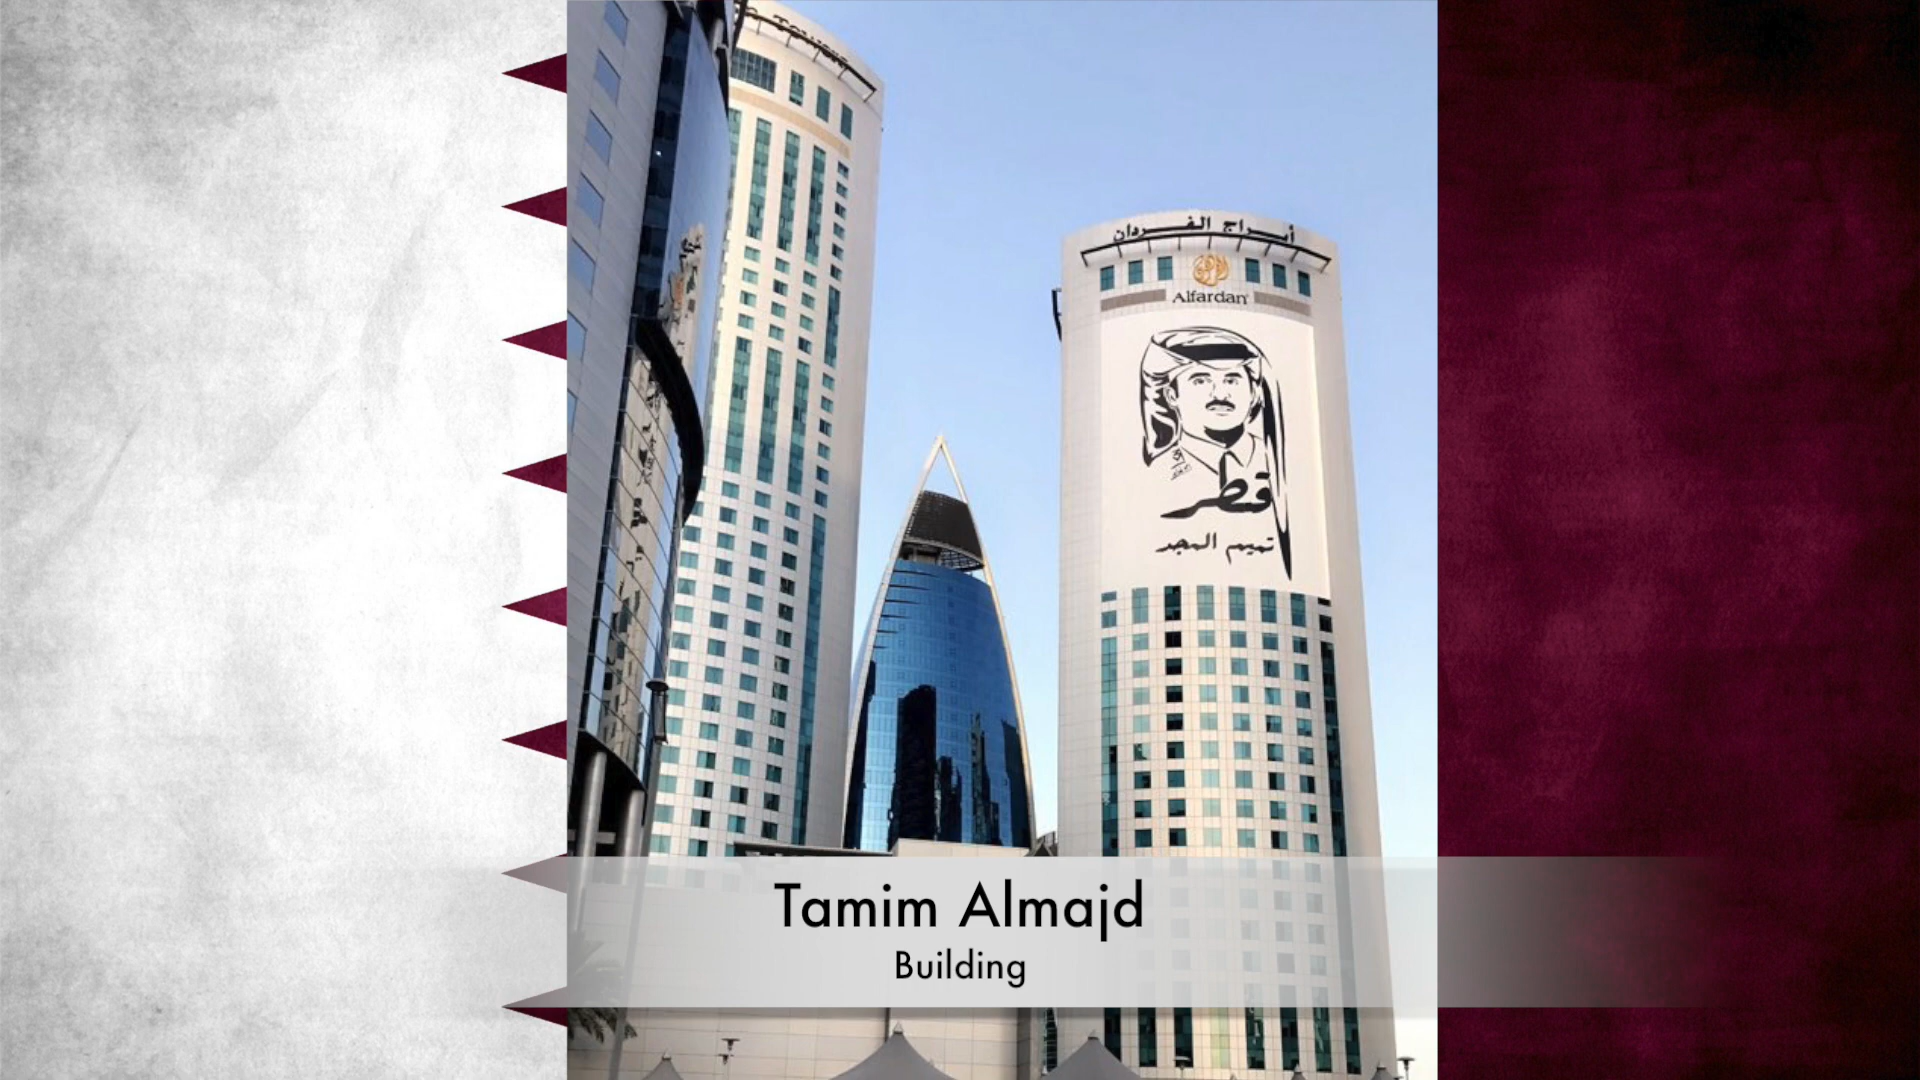 أبراج الفردان
Alfardan
قطر
تميم المجد
Tamim Almajd
Building